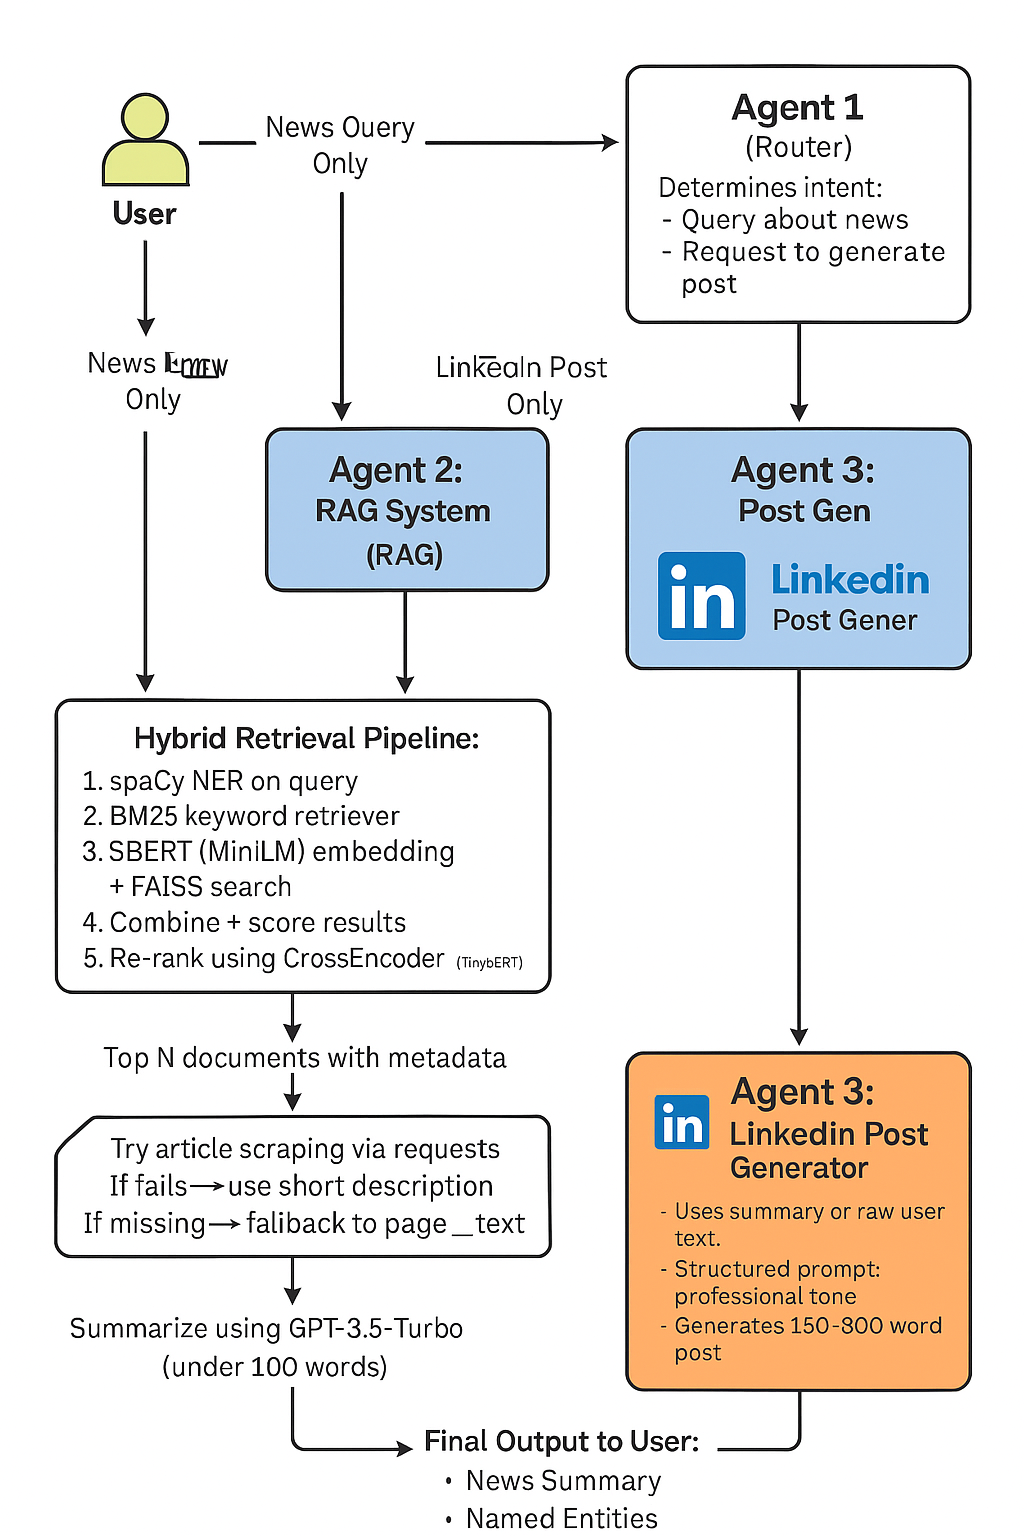 User
News Ouery
Only
Agent 1
(Router)
Determines intent:
- Query about news
- Request to generate
post
News
Only
LinkeaIn Post
Only
Agent 2:
RAG System
(RAG)
Agent 3:
Post Gen
in
Linkedin
Post Gener
Hybrid Retrieval Pipeline:
1. spaCy NER on query
2. BM25 keyword retriever
3. SBERT (MiniLM) embedding
+ FAISS search
4. Combine + score results
5. Re-rank using CrossEncoder (TinybERT)
Top N documents with metadata
Try article scraping via requests
If fails→use short description
If missing→ faliback to page_text
Summarize using GPT-3.5-Turbo
(under 100 words)
in
Agent 3:
Linkedin Post
Generator
- Uses summary or raw user
text.
- Structured prompt:
professional tone
- Generates 150-800 word
post
Final Output to User:
• News Summary
• Named Entities